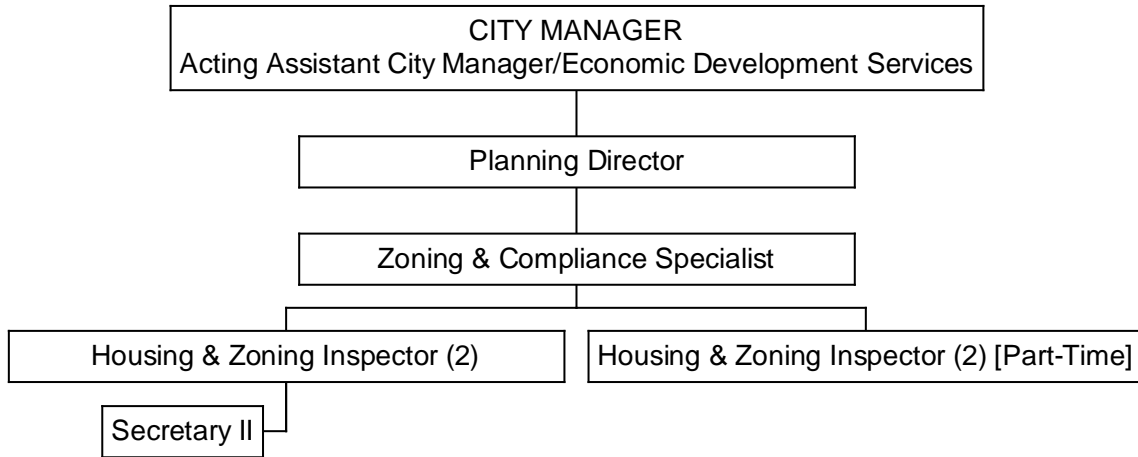 CITY MANAGER
Acting Assistant City Manager/Economic Development Services
Planning Director
Zoning & Compliance Specialist
Housing & Zoning Inspector (2)
Housing & Zoning Inspector (2) [Part-Time]
Secretary II